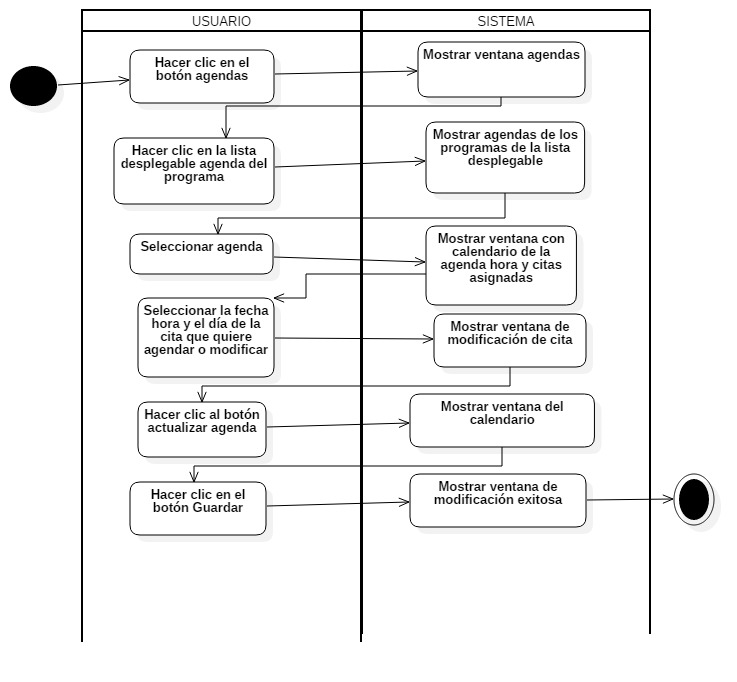 USUARIO
SISTEMA
Hacer clic en el
botón agendas
Mostrar ventana agendas
Hacer clic en la lista
desplegable agenda del
programa
Mostrar agendas de los
programas de la lista
desplegable
Seleccionar agenda
Mostrar ventana con
calendario de la
agenda hora y citas
asignadas
Seleccionar la fecha
hora y el día de la
cita que quiere
agendar o modificar
Mostrar ventana de
modificación de cita
Hacer clic al botón
actualizar agenda
Mostrar ventana del
calendario
Hacer clic en el
botón Guardar
Mostrar ventana de
modificación exitosa